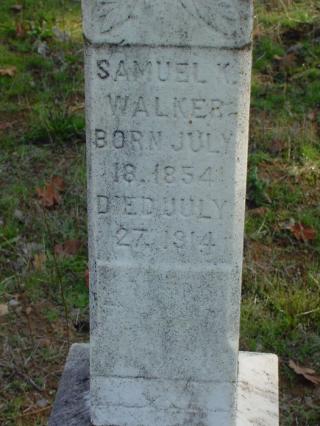 SAMUEL K.
WALKER
BORN JULY
18. 1854
DIED JULY
27. 1914